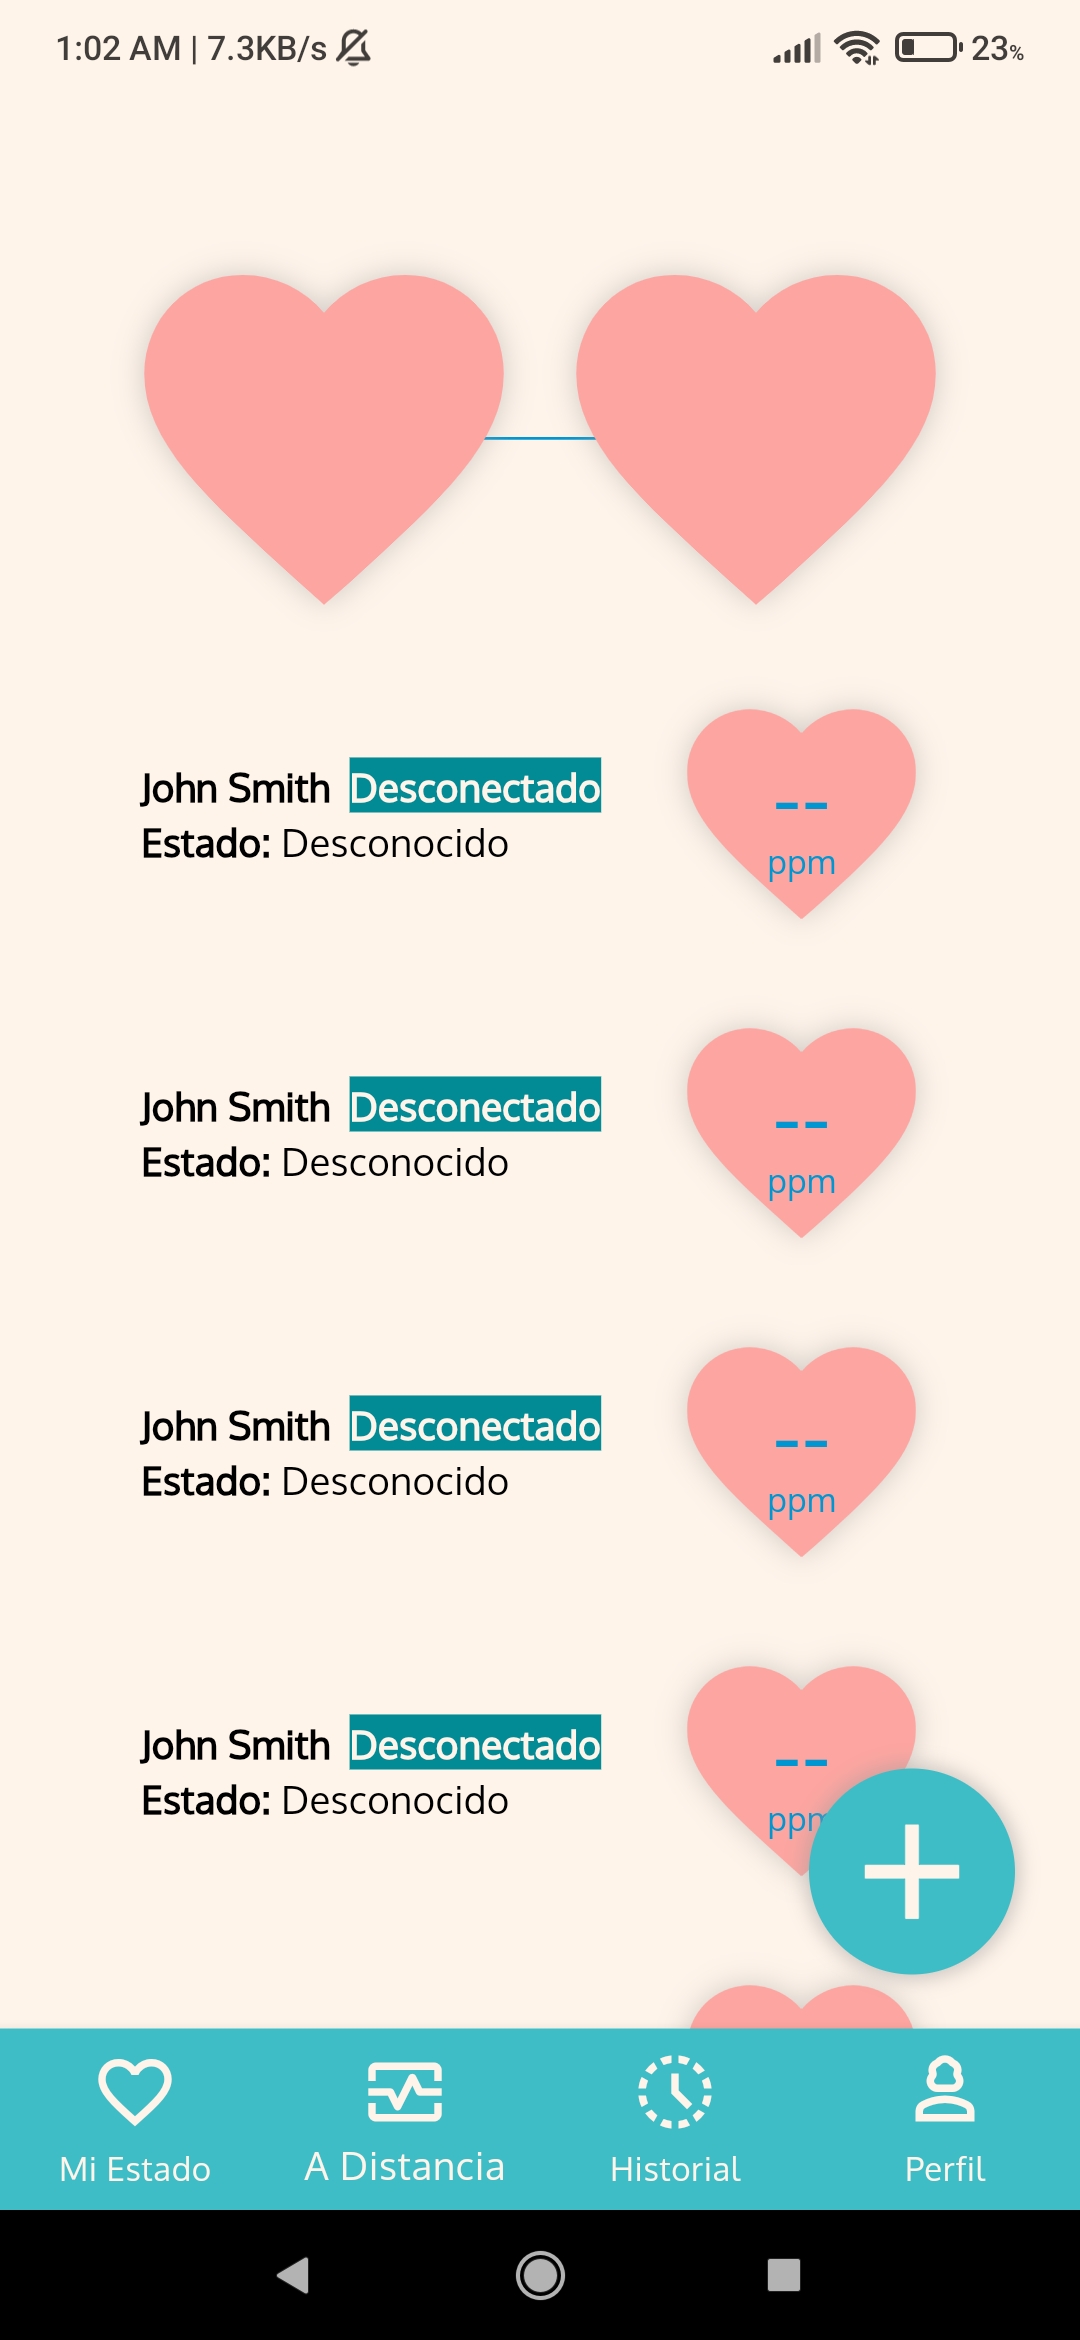 1:02 AM | 7.3KB/s 23%
John Smith Desconectado
Estado: Desconocido
--
ppm
John Smith Desconectado
Estado: Desconocido
--
ppm
John Smith Desconectado
Estado: Desconocido
--
ppm
John Smith Desconectado
Estado: Desconocido
--
ppm
Mi Estado A Distancia Historial Perfil